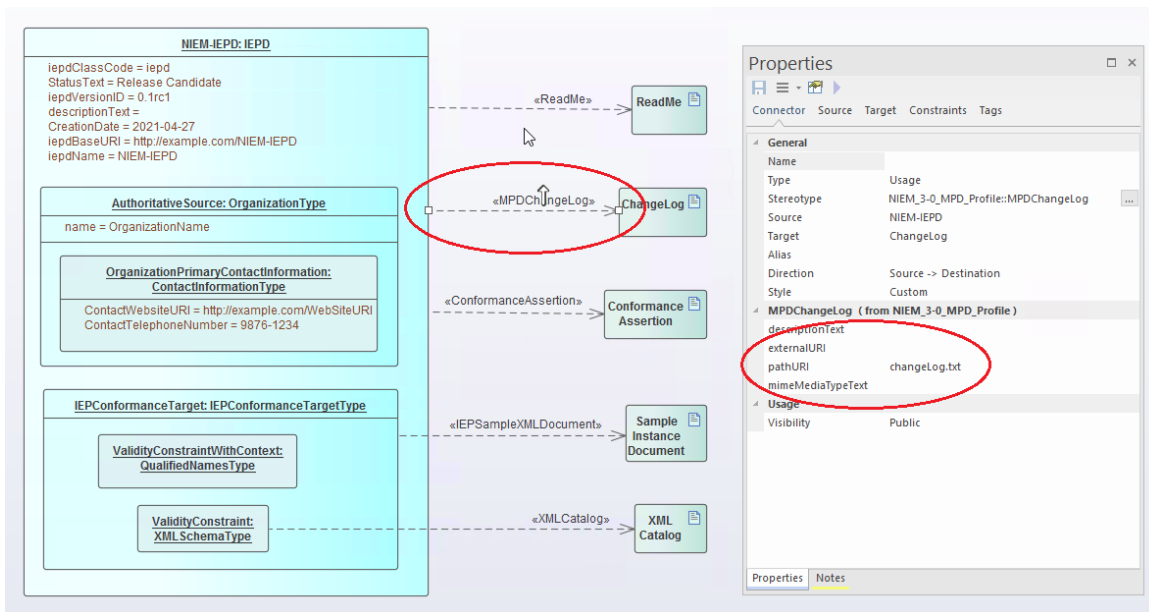 NIEM-IEPD: IEPD
iepdClassCode = iepd
StatusText = Release Candidate
iepdVersionID = 0.1rc1
descriptionText =
CreationDate = 2021-04-27
iepdBaseURI = http://example.com/NIEM-IEPD
iepdName = NIEM-IEPD
AuthoritativeSource: OrganizationType
name = OrganizationName
OrganizationPrimaryContactInformation:
ContactInformationType
ContactWebsiteURI = http://example.com/WebSiteURI
ContactTelephoneNumber = 9876-1234
IEPConformanceTarget: IEPConformanceTargetType
ValidityConstraintWithContext:
QualifiedNamesType
ValidityConstraint:
XMLSchemaType
«ReadMe»
ReadMe
«MPDChangeLog»
ChangeLog
«ConformanceAssertion»
Conformance
Assertion
«IEPSampleXMLDocument»
Sample
Instance
Document
«XMLCatalog»
XML
Catalog
Properties
Connector Source Target Constraints Tags
General
Name
Type Usage
Stereotype NIEM_3-0_MPD_Profile::MPDChangeLog ...
Source NIEM-IEPD
Target ChangeLog
Alias
Direction Source -> Destination
Style Custom
MPDChangeLog ( from NIEM_3-0_MPD_Profile )
descriptionText
externalURI
pathURI changeLog.txt
mimeMediaTypeText
Usage
Visibility Public
Properties Notes